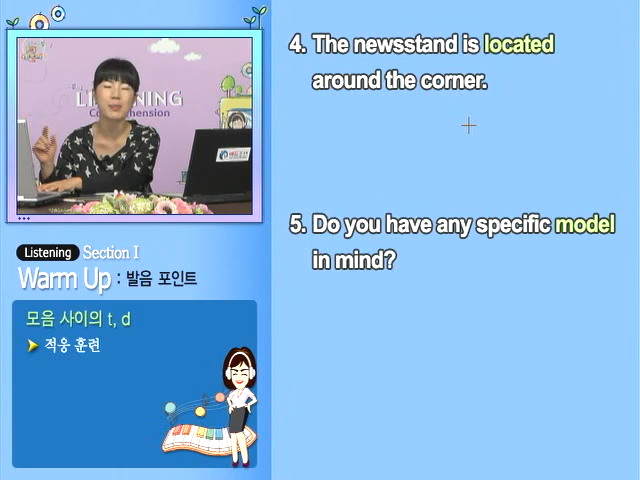 LISTENING
Comprehension
Listening Section I
Warm Up : 발음 포인트
모음 사이의 t, d
적응 훈련
4. The newsstand is located
around the corner.
5. Do you have any specific model
in mind?